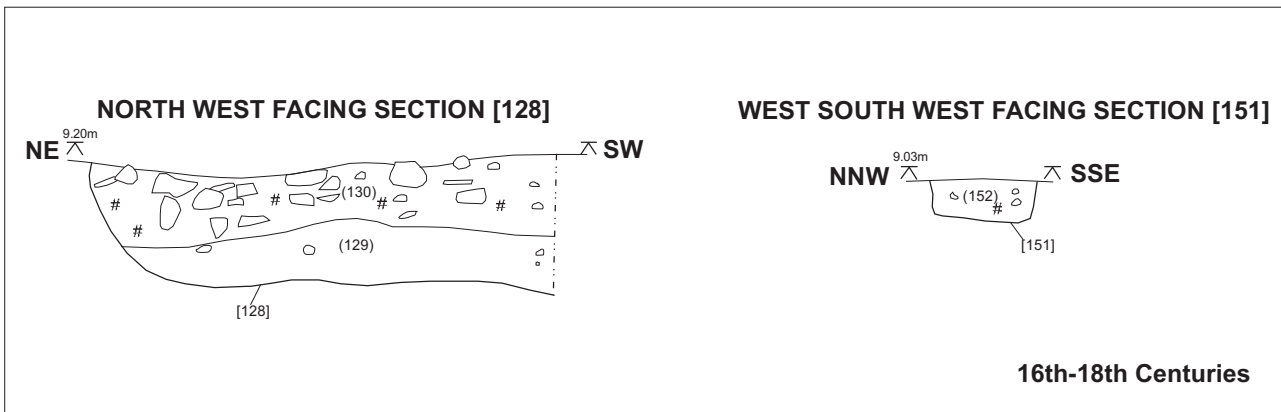 NORTH WEST FACING SECTION [128]
NE 9.20m SW
# (130) # # # #
#
(129)
[128]
WEST SOUTH WEST FACING SECTION [151]
NNW 9.03m SSE
(152) #
[151]
16th-18th Centuries